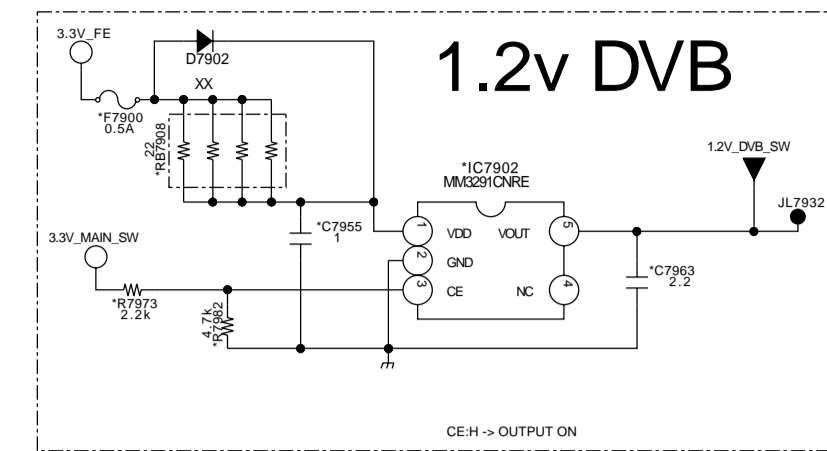 3.3V_FE
1.2v DVB
D7902
XX
*F7900
0.5A
22
*RB7908
*IC7902
MM3291CNRE
1.2V_DVB_SW
JL7932
*C7955
1
1
VDD
VOUT
5
2
GND
3
CE
NC
4
3.3V_MAIN_SW
*R7973
2.2k
4.7k
*R7982
*C7963
2.2
CE:H -> OUTPUT ON